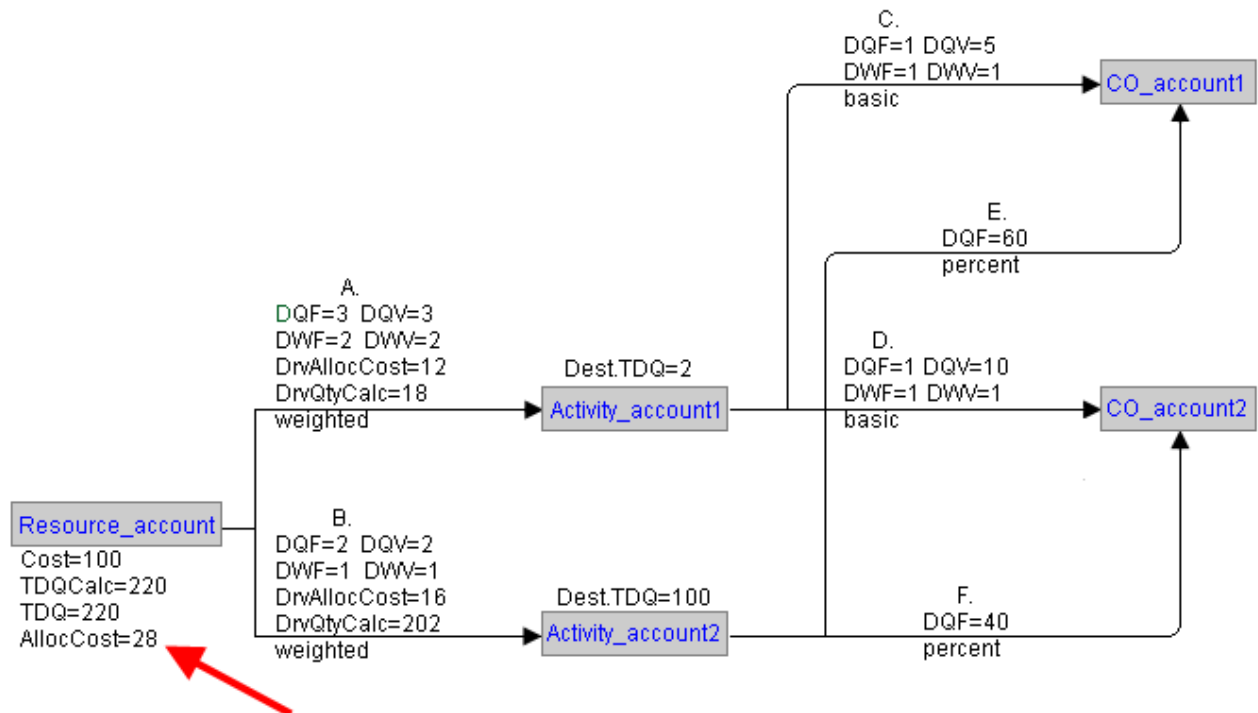 C.
DQF=1 DQV=5
DWF=1 DWV=1
basic
CO_account1
E.
DQF=60
percent
A.
DQF=3 DQV=3
DWF=2 DWV=2
DrvAllocCost=12
DrvQtyCalc=18
weighted
Dest.TDQ=2
Activity_account1
D.
DQF=1 DQV=10
DWF=1 DWV=1
basic
CO_account2
Resource_account
Cost=100
TDQCalc=220
TDQ=220
AllocCost=28
B.
DQF=2 DQV=2
DWF=1 DWV=1
DrvAllocCost=16
DrvQtyCalc=202
weighted
Dest.TDQ=100
Activity_account2
F.
DQF=40
percent